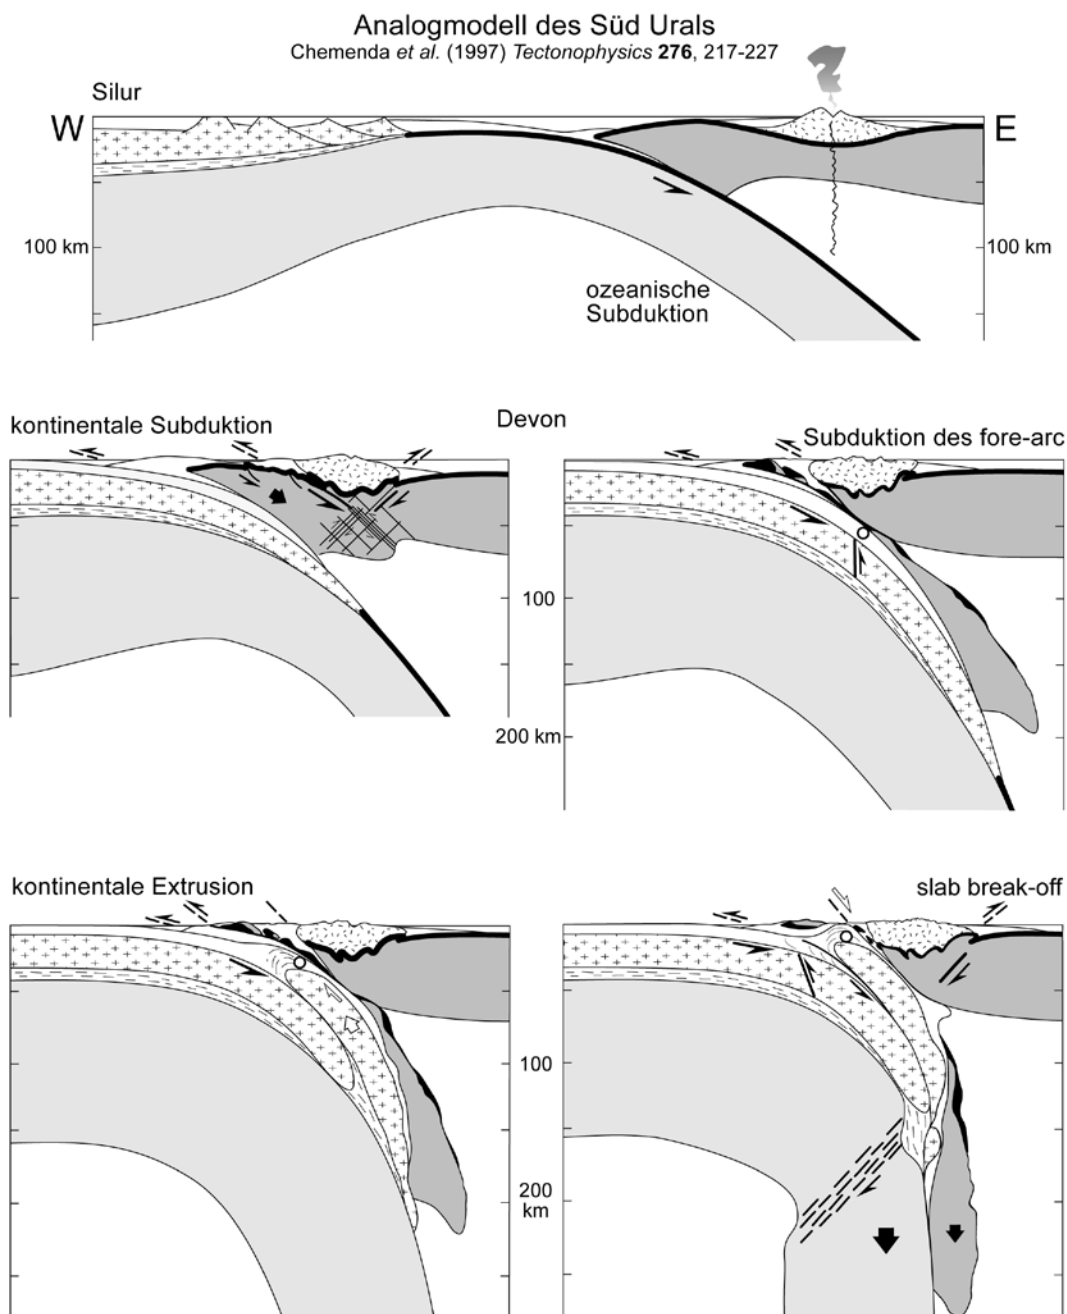 Analogmodell des Süd Urals
Chemenda et al. (1997) Tectonophysics 276, 217-227
Silur
W
E
100 km
100 km
ozeanische
Subduktion
kontinentale Subduktion
Devon
Subduktion des fore-arc
100
200 km
kontinentale Extrusion
slab break-off
100
200
km